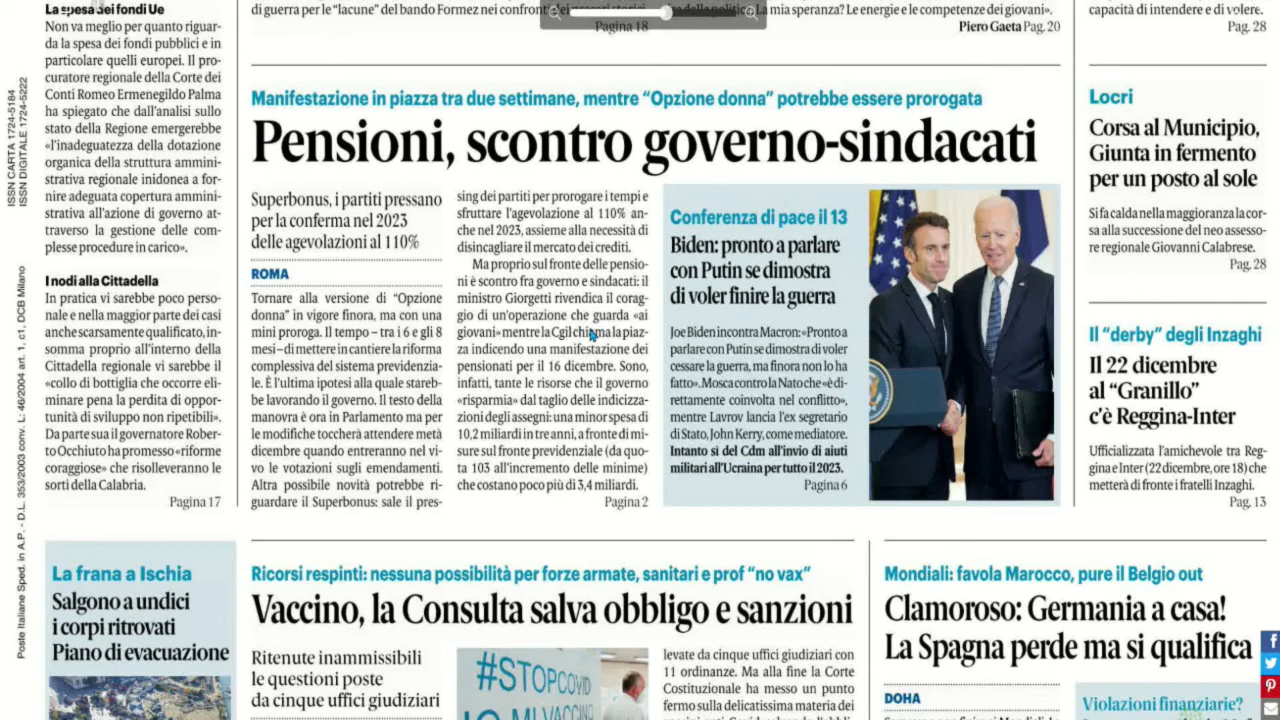 La spesa dei fondi Ue
Non va meglio per quanto riguar-
da la spesa dei fondi pubblici e in
particolare quelli europei. Il pro-
curatore regionale della Corte dei
Conti Romeo Ermenegildo Palma
ha spiegato che dall'analisi sullo
stato della Regione emergerebbe
«l'inadeguatezza della dotazione
organica della struttura ammini-
strativa regionale inidonea a for-
nire adeguata copertura ammini-
strativa all'azione di governo at-
traverso la gestione delle com-
plesse procedure in carico».
I nodi alla Cittadella
In pratica vi sarebbe poco perso-
nale e nella maggior parte dei casi
anche scarsamente qualificato, in-
somma proprio all'interno della
Cittadella regionale vi sarebbe il
«collo di bottiglia che occorre eli-
minare pena la perdita di oppor-
tunità di sviluppo non ripetibili».
Da parte sua il governatore Rober-
to Occhiuto ha promesso «riforme
coraggiose» che risolleveranno le
sorti della Calabria.
Pagina 17
ISSN CARTA 1724-5184
ISSN DIGITALE 1724-5222
Poste Italiane Sped. in A.P. - D.L. 353/2003 conv. L: 46/2004 art. 1, c1, DCB Milano
di guerra per le "lacune" del bando Formez nei confronti
Pagina 18
La mia speranza? Le energie e le competenze dei giovani».
Piero Gaeta Pag. 20
capacità di intendere e di volere.
Pag. 28
Manifestazione in piazza tra due settimane, mentre "Opzione donna" potrebbe essere prorogata
Pensioni, scontro governo-sindacati
Superbonus, i partiti pressano
per la conferma nel 2023
delle agevolazioni al 110%
ROMA
Tornare alla versione di "Opzione
donna" in vigore finora, ma con una
mini proroga. Il tempo – tra i 6 e gli 8
mesi – di mettere in cantiere la riforma
complessiva del sistema previdenzia-
le. È l'ultima ipotesi alla quale stareb-
be lavorando il governo. Il testo della
manovra è ora in Parlamento ma per
le modifiche toccherà attendere metà
dicembre quando entreranno nel vi-
vo le votazioni sugli emendamenti.
Altra possibile novità potrebbe ri-
guardare il Superbonus: sale il pres-
sing dei partiti per prorogare i tempi e
sfruttare l'agevolazione al 110% an-
che nel 2023, assieme alla necessità di
disincagliare il mercato dei crediti.
Ma proprio sul fronte delle pensio-
ni è scontro fra governo e sindacati: il
ministro Giorgetti rivendica il corag-
gio di un'operazione che guarda «ai
giovani» mentre la Cgil chiama la piaz-
za indicendo una manifestazione dei
pensionati per il 16 dicembre. Sono,
infatti, tante le risorse che il governo
«risparmia» dal taglio delle indicizza-
zioni degli assegni: una minor spesa di
10,2 miliardi in tre anni, a fronte di mi-
sure sul fronte previdenziale (da quo-
ta 103 all'incremento delle minime)
che costano poco più di 3,4 miliardi.
Pagina 2
Conferenza di pace il 13
Biden: pronto a parlare
con Putin se dimostra
di voler finire la guerra
Joe Biden incontra Macron: «Pronto a
parlare con Putin se dimostra di voler
cessare la guerra, ma finora non lo ha
fatto». Mosca contro la Nato che «è di-
rettamente coinvolta nel conflitto»,
mentre Lavrov lancia l'ex segretario
di Stato, John Kerry, come mediatore.
Intanto sì del Cdm all'invio di aiuti
militari all'Ucraina per tutto il 2023.
Pagina 6
Locri
Corsa al Municipio,
Giunta in fermento
per un posto al sole
Si fa calda nella maggioranza la cor-
sa alla successione del neo assesso-
re regionale Giovanni Calabrese.
Pag. 28
Il "derby" degli Inzaghi
Il 22 dicembre
al "Granillo"
c'è Reggina-Inter
Ufficializzata l'amichevole tra Reg-
gina e Inter (22 dicembre, ore 18) che
metterà di fronte i fratelli Inzaghi.
Pag. 13
La frana a Ischia
Salgono a undici
i corpi ritrovati
Piano di evacuazione
Ricorsi respinti: nessuna possibilità per forze armate, sanitari e prof "no vax"
Vaccino, la Consulta salva obbligo e sanzioni
Ritenute inammissibili
le questioni poste
da cinque uffici giudiziari
#STOPCOVID
IO MI VACCINO
levate da cinque uffici giudiziari con
11 ordinanze. Ma alla fine la Corte
Costituzionale ha messo un punto
fermo sulla delicatissima materia dei
Mondiali: favola Marocco, pure il Belgio out
Clamoroso: Germania a casa!
La Spagna perde ma si qualifica
DOHA
Violazioni finanziarie?